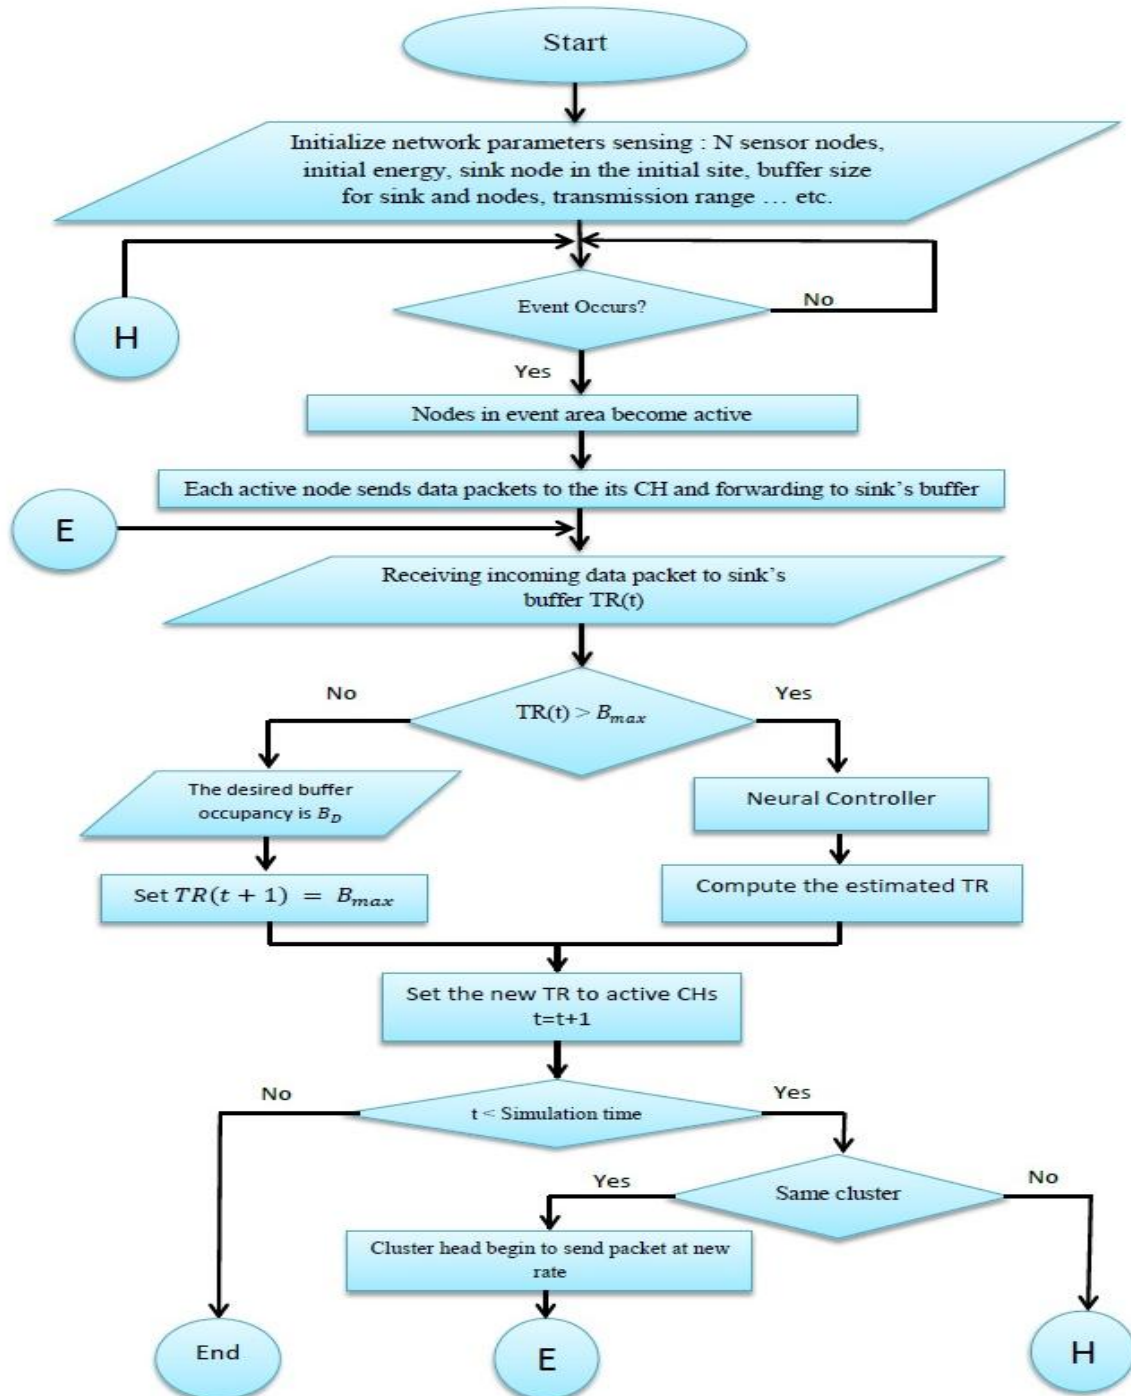 Start
Initialize network parameters sensing : N sensor nodes,
initial energy, sink node in the initial site, buffer size
for sink and nodes, transmission range … etc.
H
Event Occurs?
No
Yes
Nodes in event area become active
Each active node sends data packets to the its CH and forwarding to sink’s buffer
E
Receiving incoming data packet to sink’s
buffer TR(t)
No
TR(t) > B_{max}
Yes
The desired buffer
occupancy is B_D
Neural Controller
Set TR(t + 1) = B_{max}
Compute the estimated TR
Set the new TR to active CHs
t=t+1
No
t < Simulation time
Yes
Yes
Same cluster
No
Cluster head begin to send packet at new
rate
End
E
H